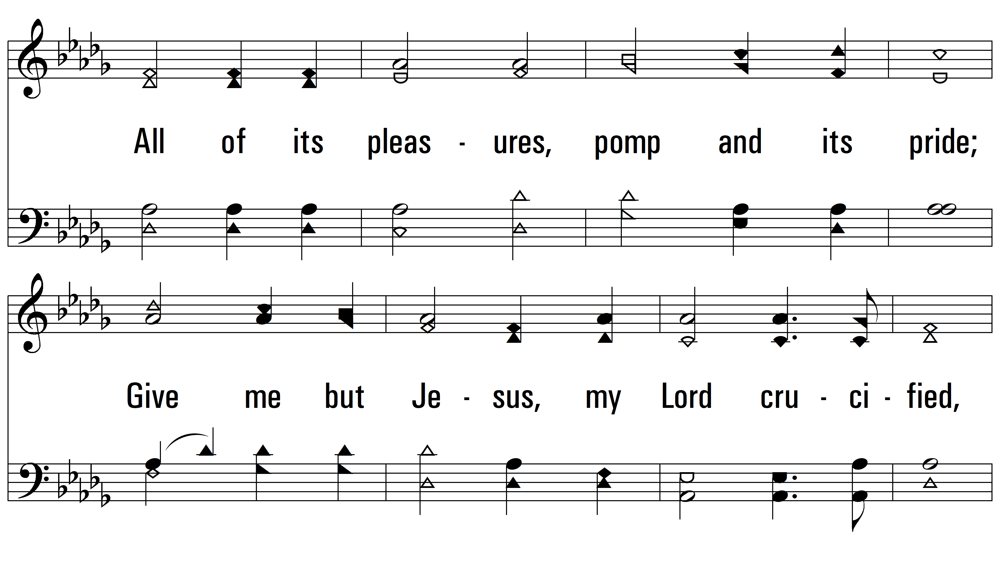 All of its pleas - ures, pomp and its pride;
Give me but Je - sus, my Lord cru - ci - fied,